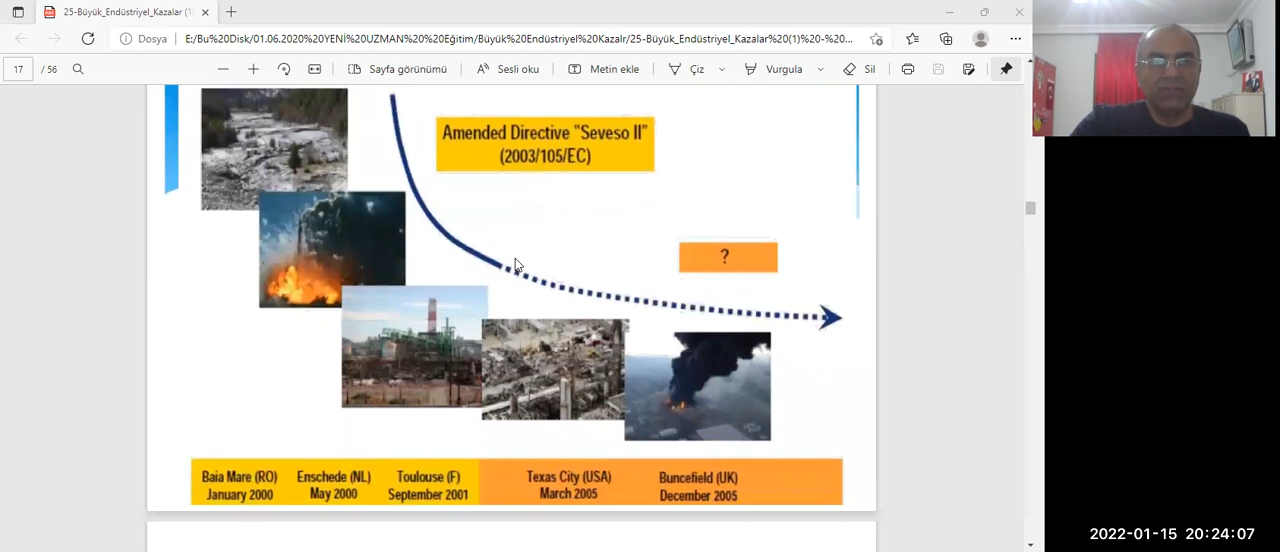 25-Büyük_Endüstriyel_Kazalar (1)
Dosya
E:/Bu%20Disk/01.06.2020%20YENİ%20UZMAN%20%20Eğitim/Büyük%20Endüstriyel%20Kazalr/25-Büyük_Endüstriyel_Kazalar%20(1)%20-%20...
17 / 56
Sayfa görünümü
Sesli oku
Metin ekle
Çiz
Vurgula
Sil
Amended Directive "Seveso II"
(2003/105/EC)
?
Baia Mare (RO)
January 2000
Enschede (NL)
May 2000
Toulouse (F)
September 2001
Texas City (USA)
March 2005
Buncefield (UK)
December 2005
2022-01-15 20:24:07